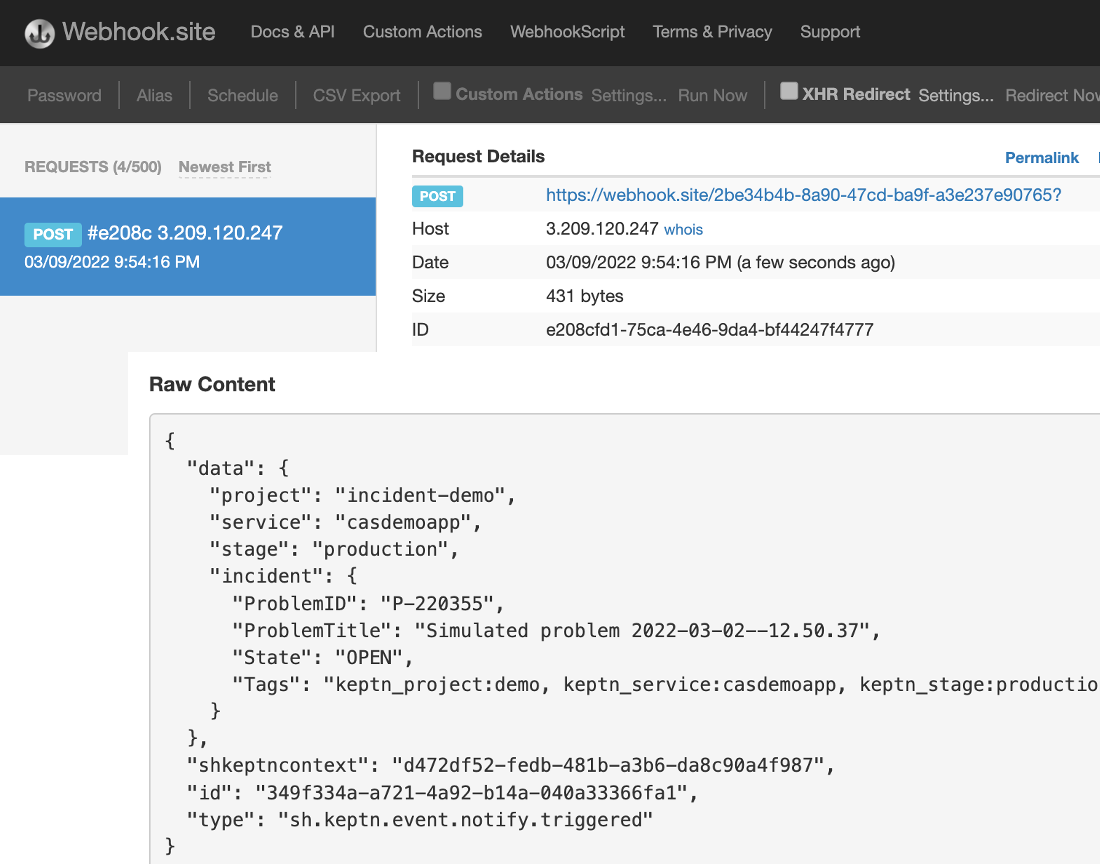 Webhook.site Docs & API Custom Actions WebhookScript Terms & Privacy Support
Password Alias Schedule CSV Export Custom Actions Settings... Run Now XHR Redirect Settings... Redirect Now
REQUESTS (4/500) Newest First
POST #e208c 3.209.120.247
03/09/2022 9:54:16 PM
Request Details Permalink
POST https://webhook.site/2be34b4b-8a90-47cd-ba9f-a3e237e90765?
Host 3.209.120.247 whois
Date 03/09/2022 9:54:16 PM (a few seconds ago)
Size 431 bytes
ID e208cfd1-75ca-4e46-9da4-bf44247f4777
Raw Content
{
"data": {
"project": "incident-demo",
"service": "casdemoapp",
"stage": "production",
"incident": {
"ProblemID": "P-220355",
"ProblemTitle": "Simulated problem 2022-03-02--12.50.37",
"State": "OPEN",
"Tags": "keptn_project:demo, keptn_service:casdemoapp, keptn_stage:productio
}
},
"shkeptncontext": "d472df52-fedb-481b-a3b6-da8c90a4f987",
"id": "349f334a-a721-4a92-b14a-040a33366fa1",
"type": "sh.keptn.event.notify.triggered"
}